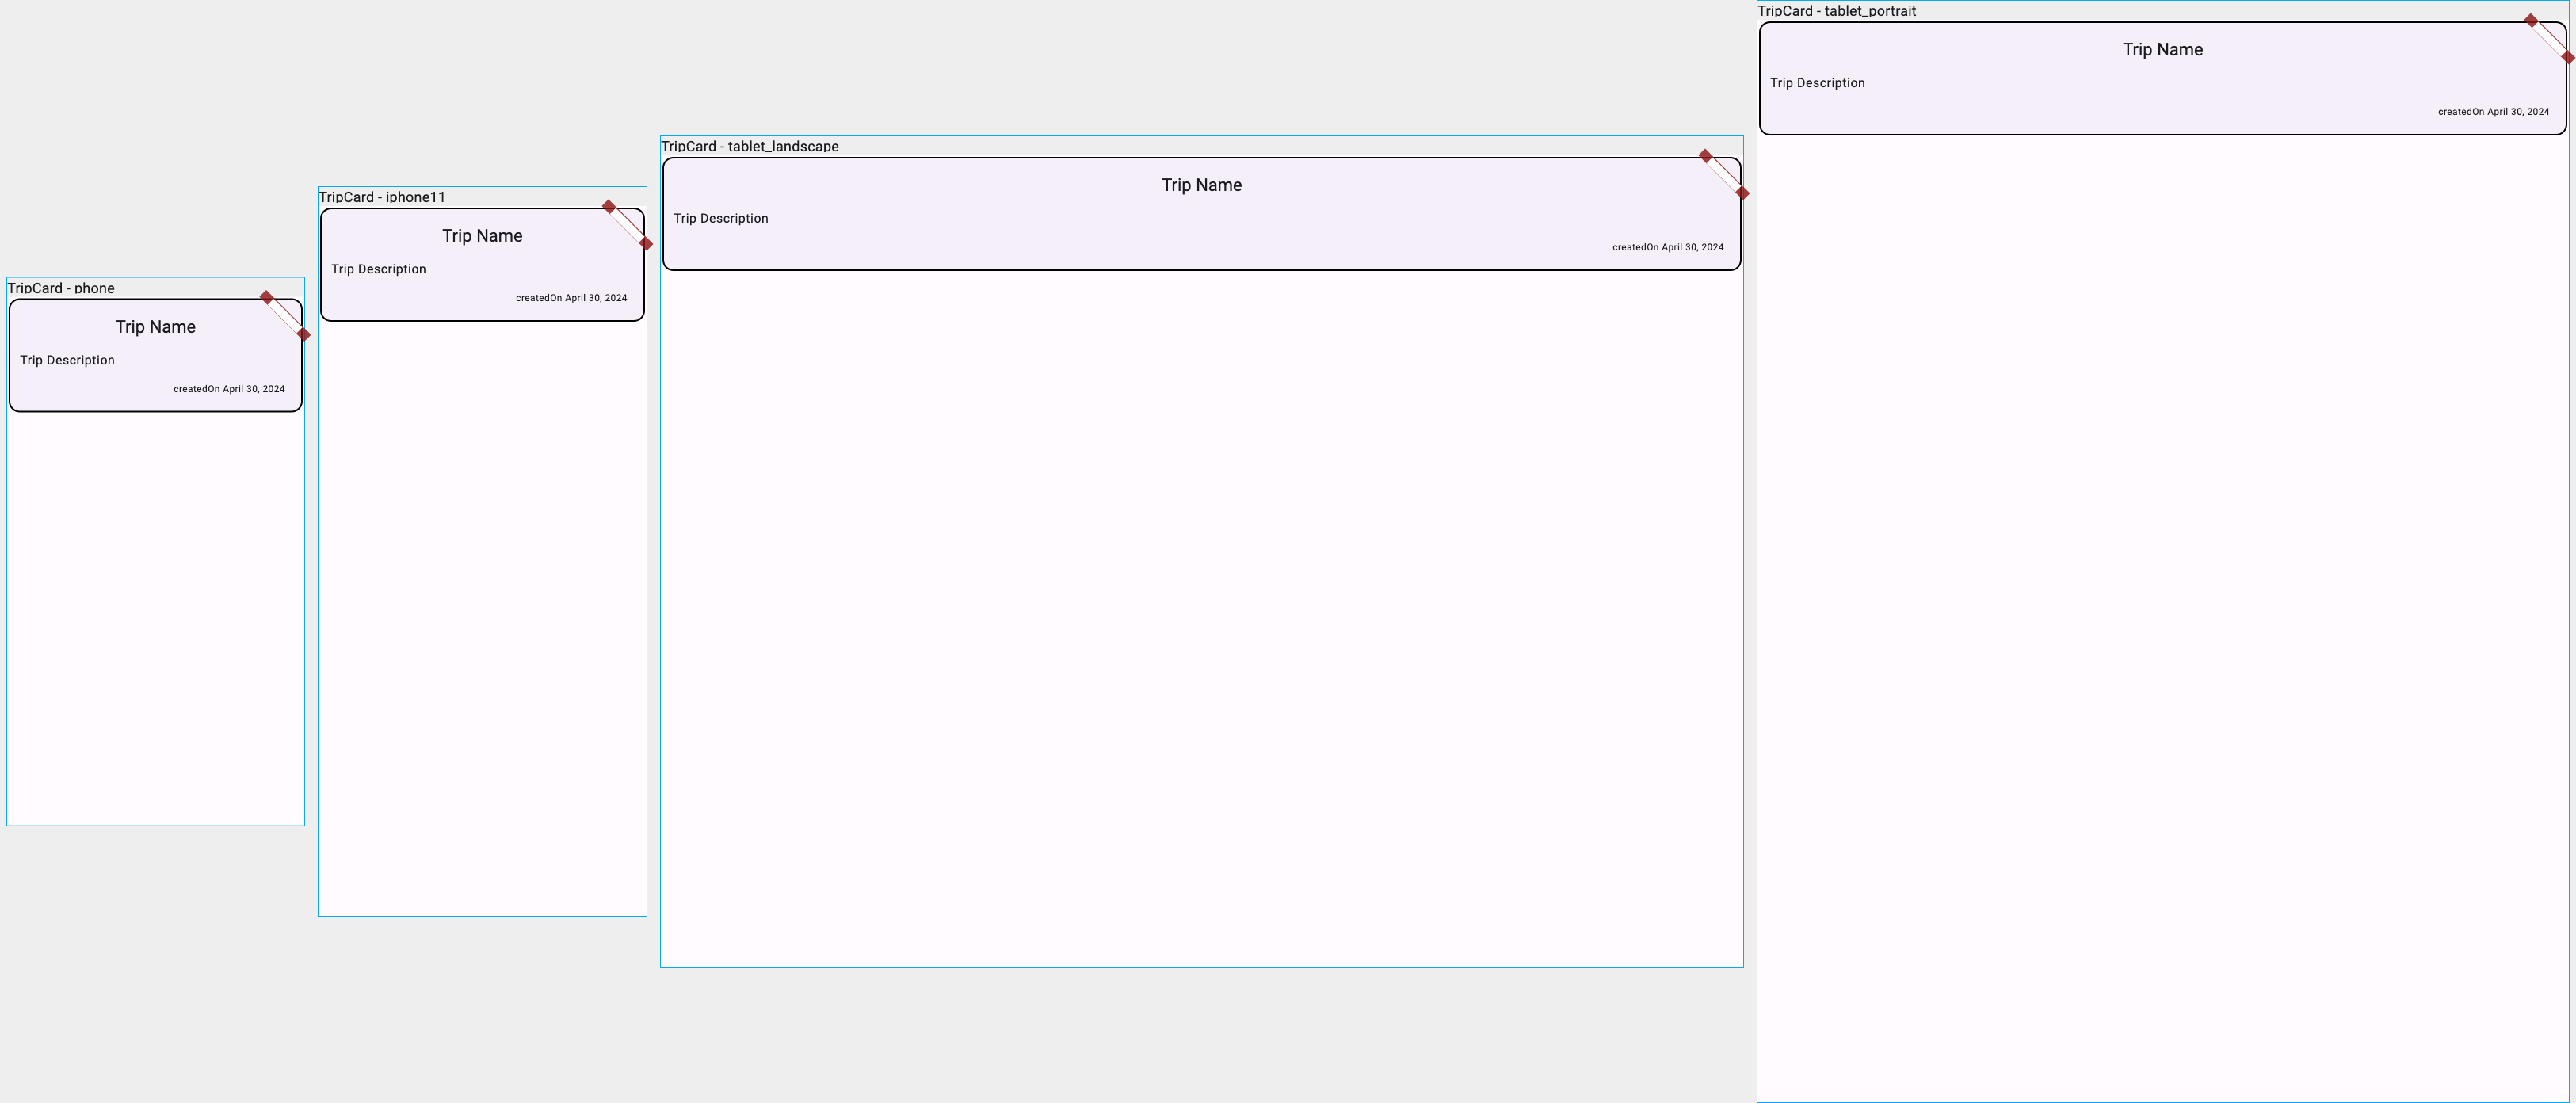 TripCard - phone
Trip Name
Trip Description
createdOn April 30, 2024
TripCard - iphone11
Trip Name
Trip Description
createdOn April 30, 2024
TripCard - tablet_landscape
Trip Name
Trip Description
createdOn April 30, 2024
TripCard - tablet_portrait
Trip Name
Trip Description
createdOn April 30, 2024